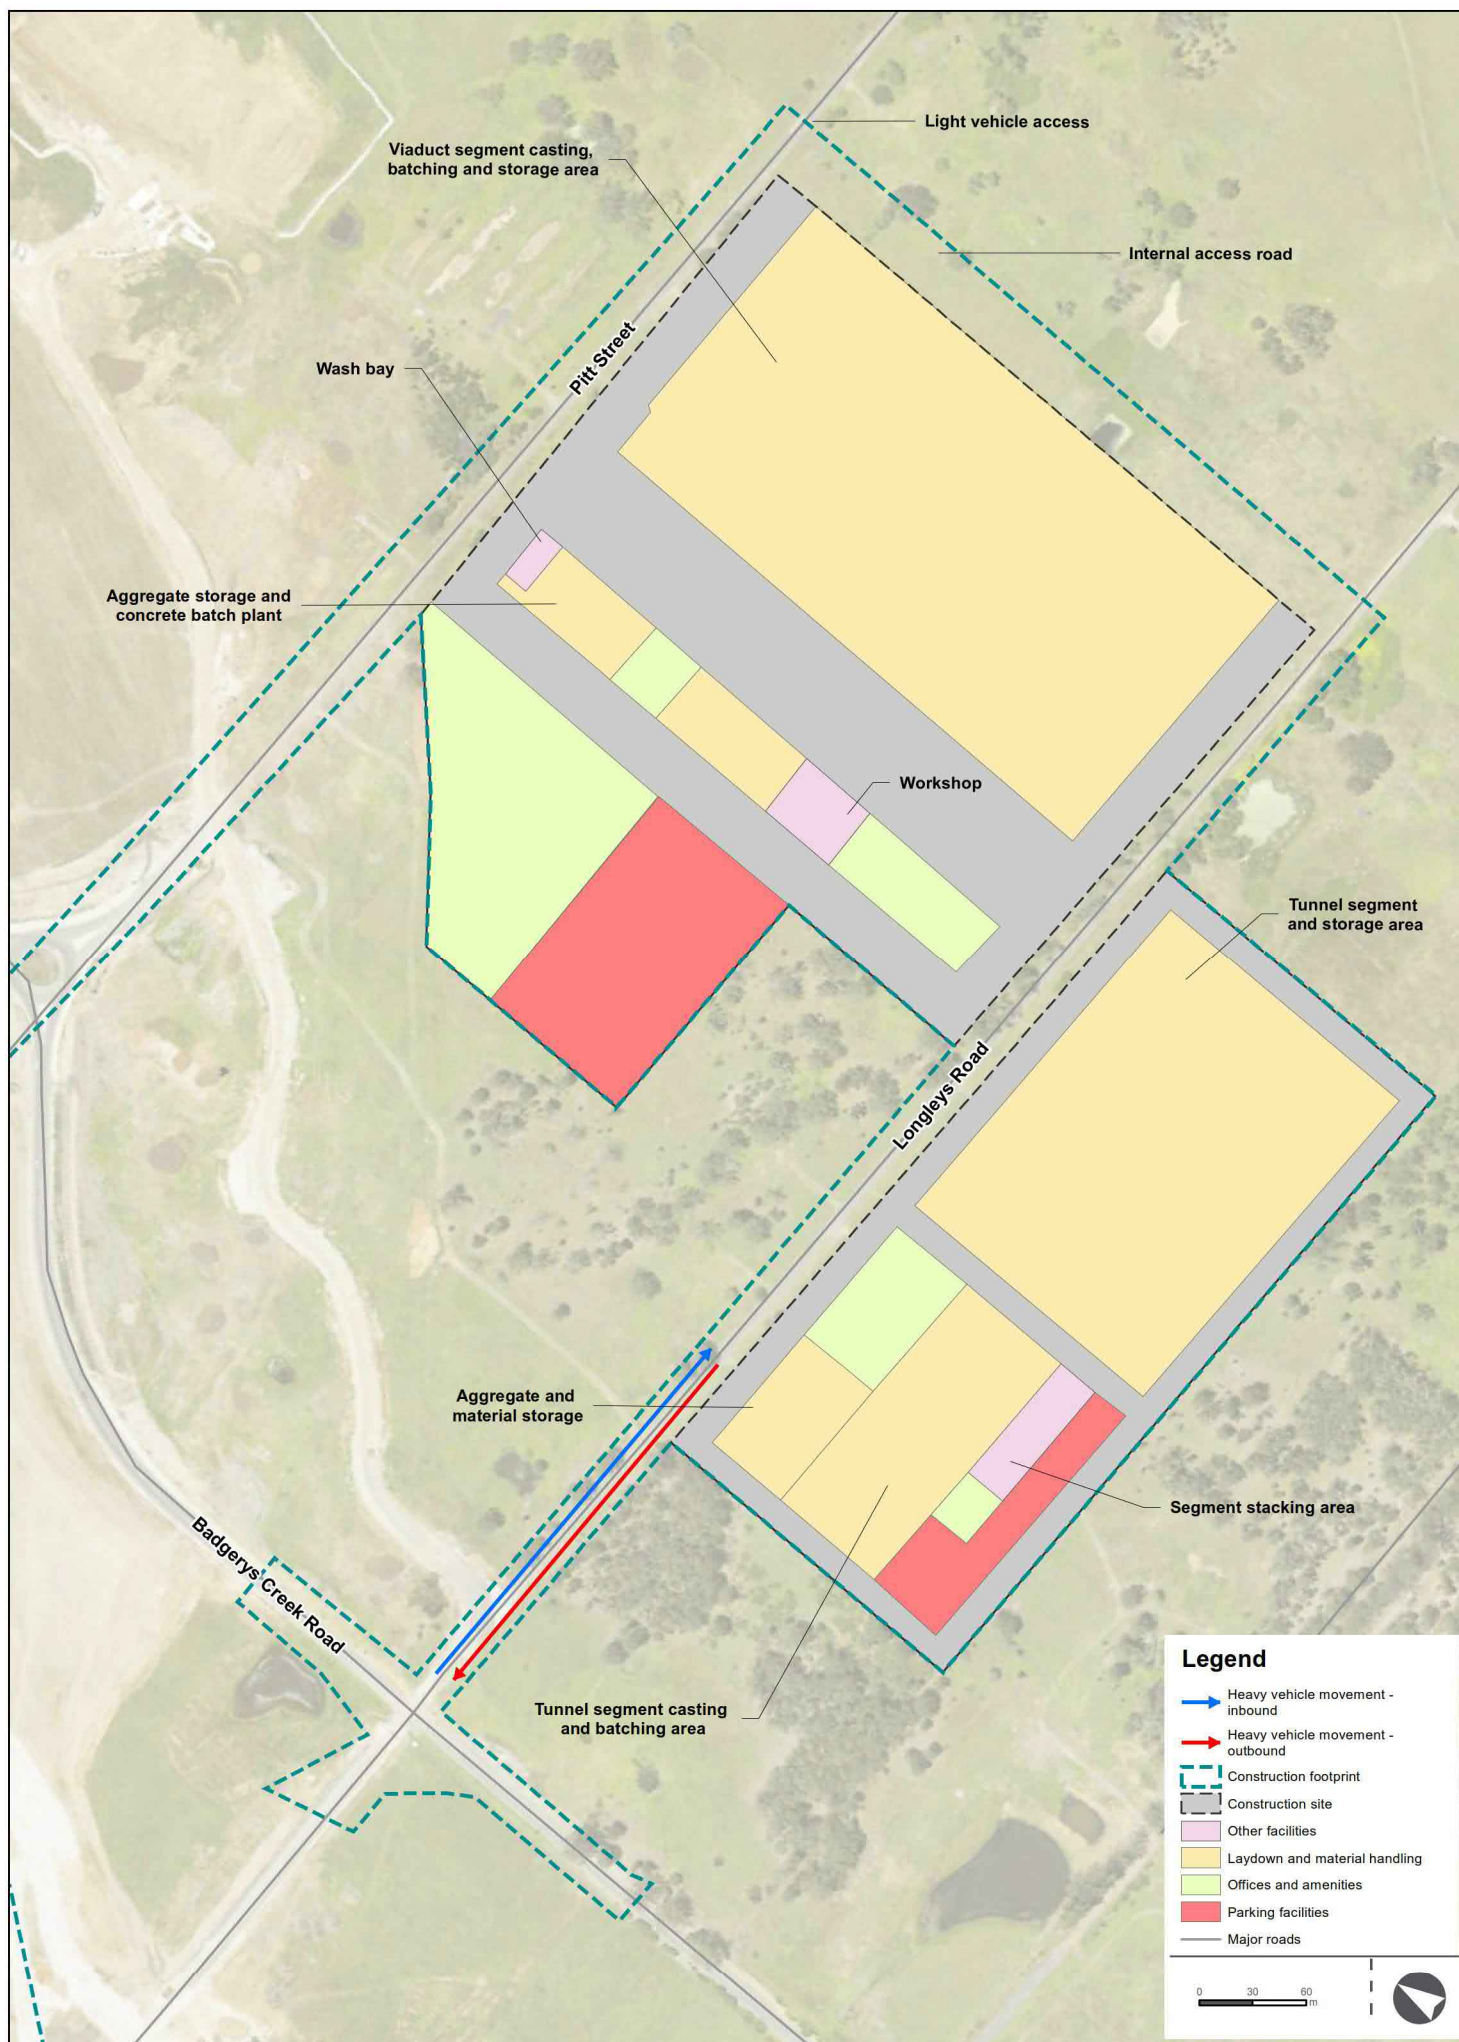 Light vehicle access
Viaduct segment casting,
batching and storage area
Internal access road
Pitt Street
Wash bay
Aggregate storage and
concrete batch plant
Workshop
Tunnel segment
and storage area
Longleys Road
Aggregate and
material storage
Segment stacking area
Badgerys Creek Road
Tunnel segment casting
and batching area
Legend
Heavy vehicle movement -
inbound
Heavy vehicle movement -
outbound
Construction footprint
Construction site
Other facilities
Laydown and material handling
Offices and amenities
Parking facilities
Major roads
0 30 60
m